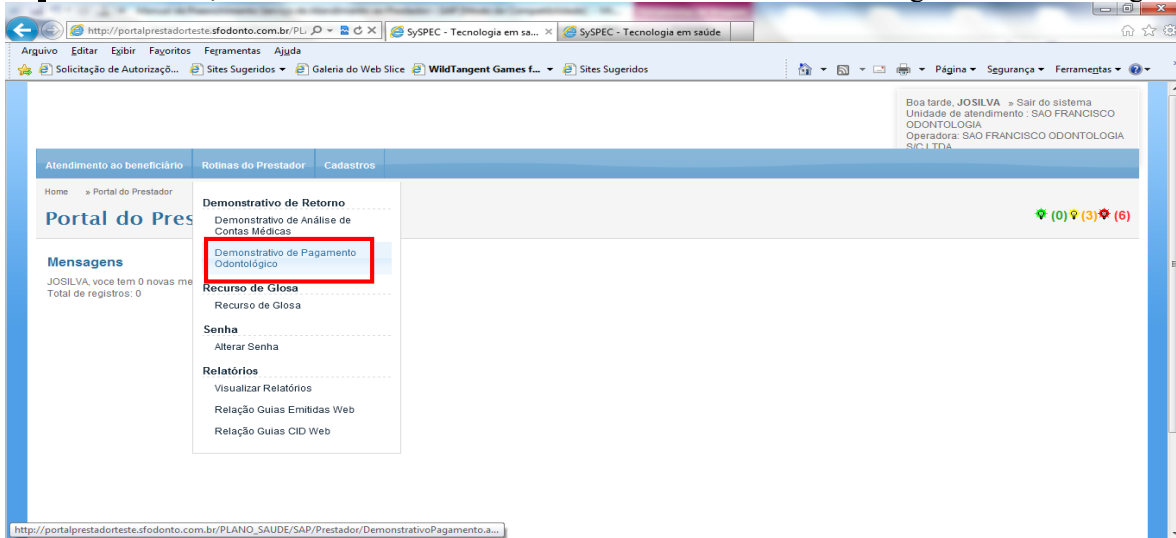 http://portalprestadorteste.sfodonto.com.br/PL
SySPEC - Tecnologia em sa...
SySPEC - Tecnologia em saúde
Arquivo Editar Exibir Favoritos Ferramentas Ajuda
Solicitação de Autorizaçõ... Sites Sugeridos Galeria do Web Slice WildTangent Games f... Sites Sugeridos
Página Segurança Ferramentas
Boa tarde, JOSILVA » Sair do sistema
Unidade de atendimento : SAO FRANCISCO
ODONTOLOGIA
Operadora: SAO FRANCISCO ODONTOLOGIA
S/C LTDA
Atendimento ao beneficiário Rotinas do Prestador Cadastros
Home » Portal do Prestador
Portal do Pres
(0) (3) (6)
Mensagens
JOSILVA, voce tem 0 novas me
Total de registros: 0
Demonstrativo de Retorno
Demonstrativo de Análise de
Contas Médicas
Demonstrativo de Pagamento
Odontológico
Recurso de Glosa
Recurso de Glosa
Senha
Alterar Senha
Relatórios
Visualizar Relatórios
Relação Guias Emitidas Web
Relação Guias CID Web
http://portalprestadorteste.sfodonto.com.br/PLANO_SAUDE/SAP/Prestador/DemonstrativoPagamento.a...